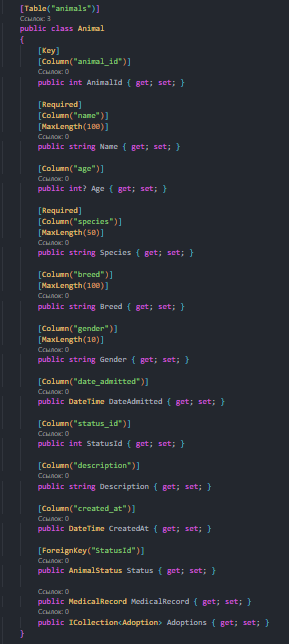 [Table("animals")]
Ссылок: 3
public class Animal
{
[Key]
[Column("animal_id")]
Ссылок: 0
public int AnimalId { get; set; }
[Required]
[Column("name")]
[MaxLength(100)]
Ссылок: 0
public string Name { get; set; }
[Column("age")]
Ссылок: 0
public int? Age { get; set; }
[Required]
[Column("species")]
[MaxLength(50)]
Ссылок: 0
public string Species { get; set; }
[Column("breed")]
[MaxLength(100)]
Ссылок: 0
public string Breed { get; set; }
[Column("gender")]
[MaxLength(10)]
Ссылок: 0
public string Gender { get; set; }
[Column("date_admitted")]
Ссылок: 0
public DateTime DateAdmitted { get; set; }
[Column("status_id")]
Ссылок: 0
public int StatusId { get; set; }
[Column("description")]
Ссылок: 0
public string Description { get; set; }
[Column("created_at")]
Ссылок: 0
public DateTime CreatedAt { get; set; }
[ForeignKey("StatusId")]
Ссылок: 0
public AnimalStatus Status { get; set; }
Ссылок: 0
public MedicalRecord MedicalRecord { get; set; }
Ссылок: 0
public ICollection<Adoption> Adoptions { get; set; }
}